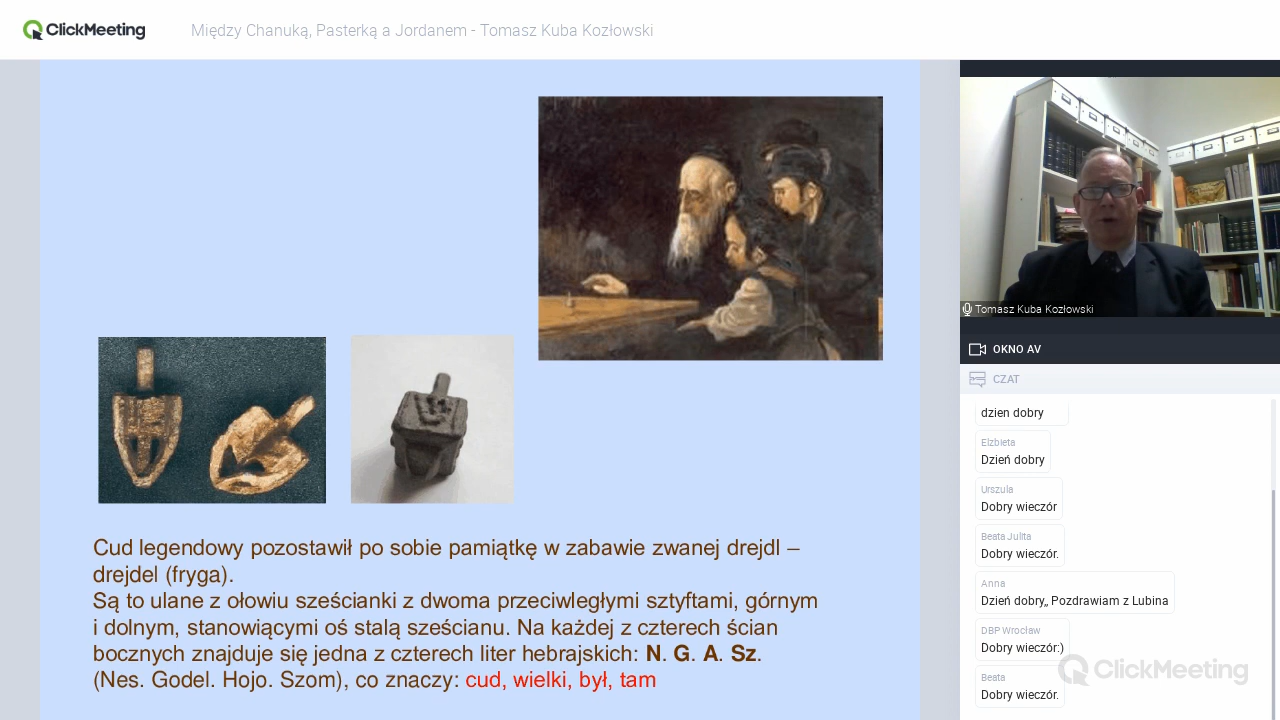 ClickMeeting
Między Chanuką, Pasterką a Jordanem - Tomasz Kuba Kozłowski
Cud legendowy pozostawił po sobie pamiątkę w zabawie zwanej drejdl –
drejdel (fryga).
Są to ulane z ołowiu sześcianki z dwoma przeciwległymi sztyftami, górnym
i dolnym, stanowiącymi oś stalą sześcianu. Na każdej z czterech ścian
bocznych znajduje się jedna z czterech liter hebrajskich: N. G. A. Sz.
(Nes. Godel. Hojo. Szom), co znaczy: cud, wielki, był, tam
Tomasz Kuba Kozłowski
OKNO AV
CZAT
dzien dobry
Elzbieta
Dzień dobry
Urszula
Dobry wieczór
Beata Julita
Dobry wieczór.
Anna
Dzień dobry,, Pozdrawiam z Lubina
DBP Wrocław
Dobry wieczór:)
Beata
Dobry wieczór.
ClickMeeting